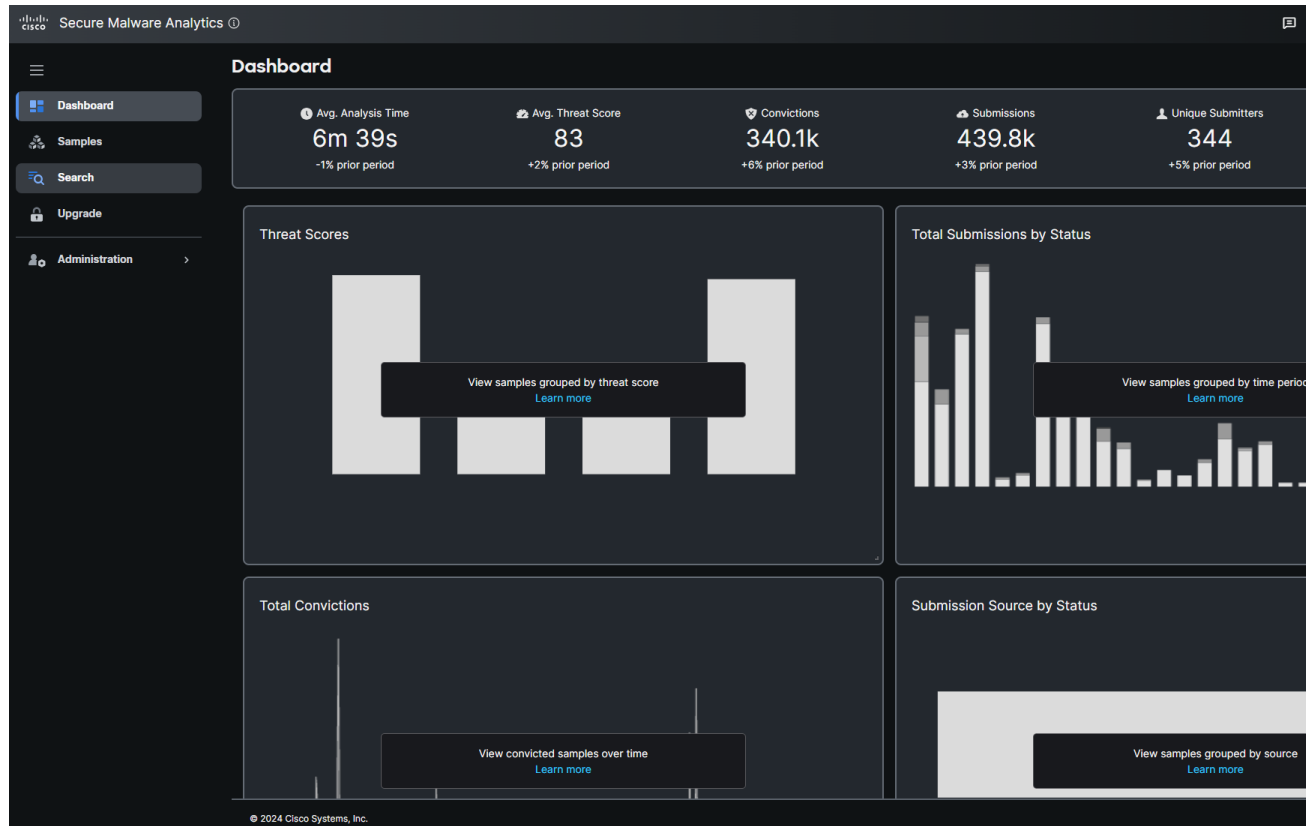 cisco Secure Malware Analytics
Dashboard
Samples
Search
Upgrade
Administration
Dashboard
Avg. Analysis Time
6m 39s
-1% prior period
Avg. Threat Score
83
+2% prior period
Convictions
340.1k
+6% prior period
Submissions
439.8k
+3% prior period
Unique Submitters
344
+5% prior period
Threat Scores
View samples grouped by threat score
Learn more
Total Submissions by Status
View samples grouped by time period
Learn more
Total Convictions
View convicted samples over time
Learn more
Submission Source by Status
View samples grouped by source
Learn more
© 2024 Cisco Systems, Inc.